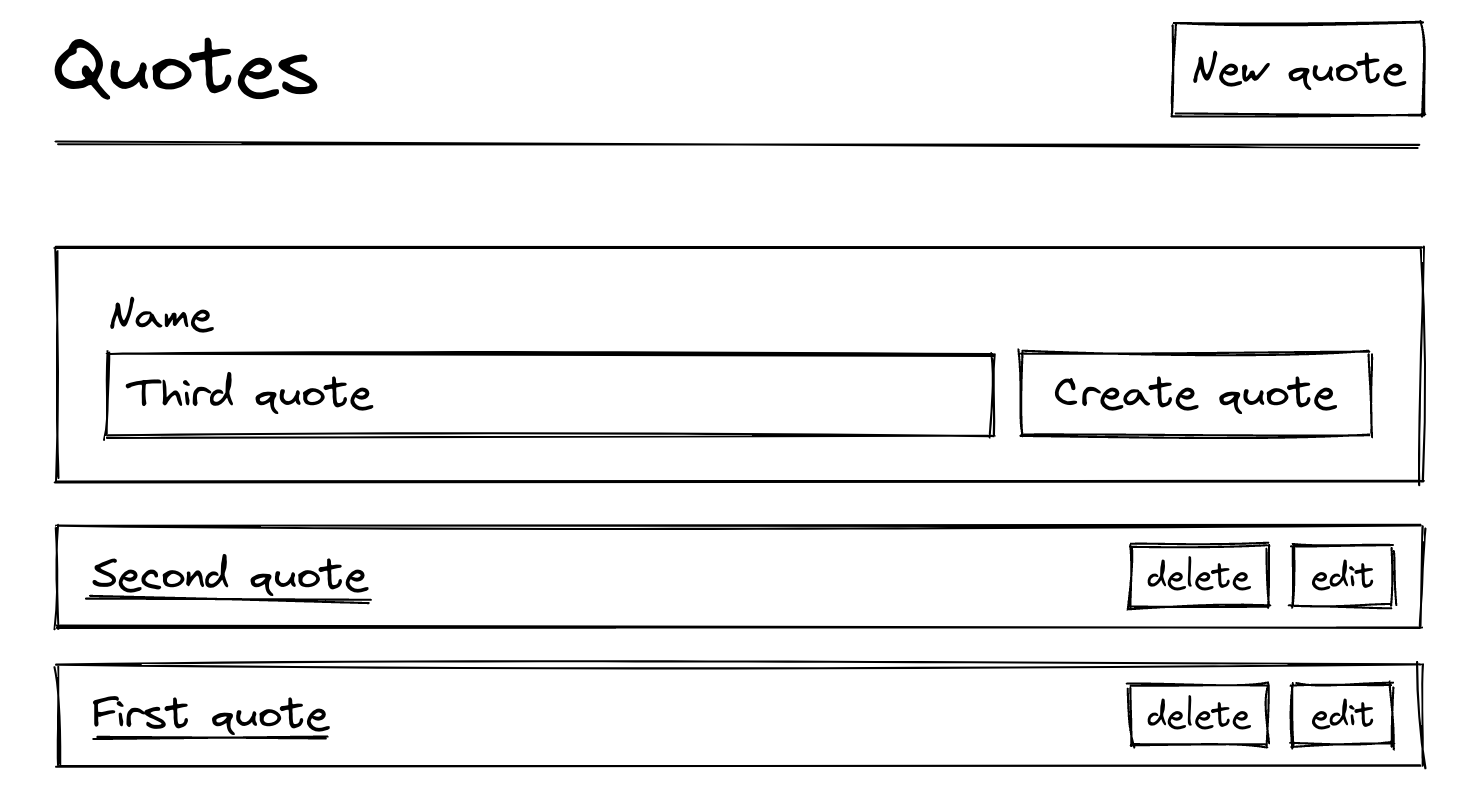 Quotes
New quote
Name
Third quote
Create quote
Second quote
delete
edit
First quote
delete
edit